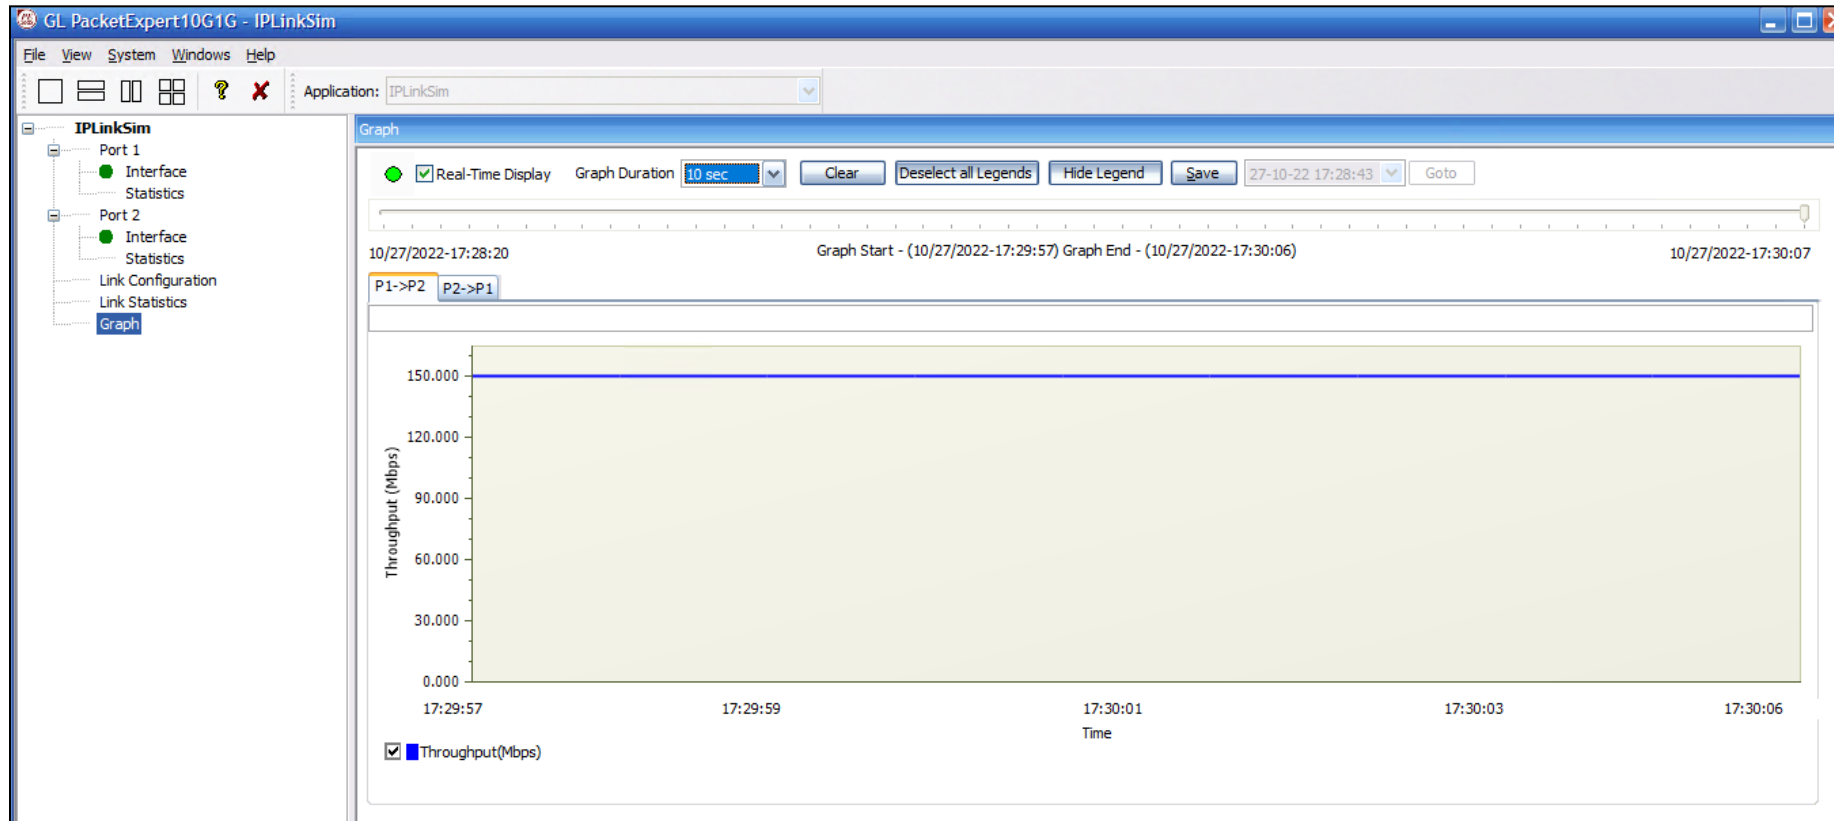 GL PacketExpert10G1G - IPLinkSim
File View System Windows Help
Application: IPLinkSim
IPLinkSim
Port 1
Interface
Statistics
Port 2
Interface
Statistics
Link Configuration
Link Statistics
Graph
Graph
Real-Time Display Graph Duration 10 sec Clear Deselect all Legends Hide Legend Save 27-10-22 17:28:43 Goto
10/27/2022-17:28:20 Graph Start - (10/27/2022-17:29:57) Graph End - (10/27/2022-17:30:06) 10/27/2022-17:30:07
P1->P2 P2->P1
150.000
120.000
90.000
60.000
30.000
0.000
Throughput (Mbps)
17:29:57 17:29:59 17:30:01 17:30:03 17:30:06
Time
Throughput(Mbps)